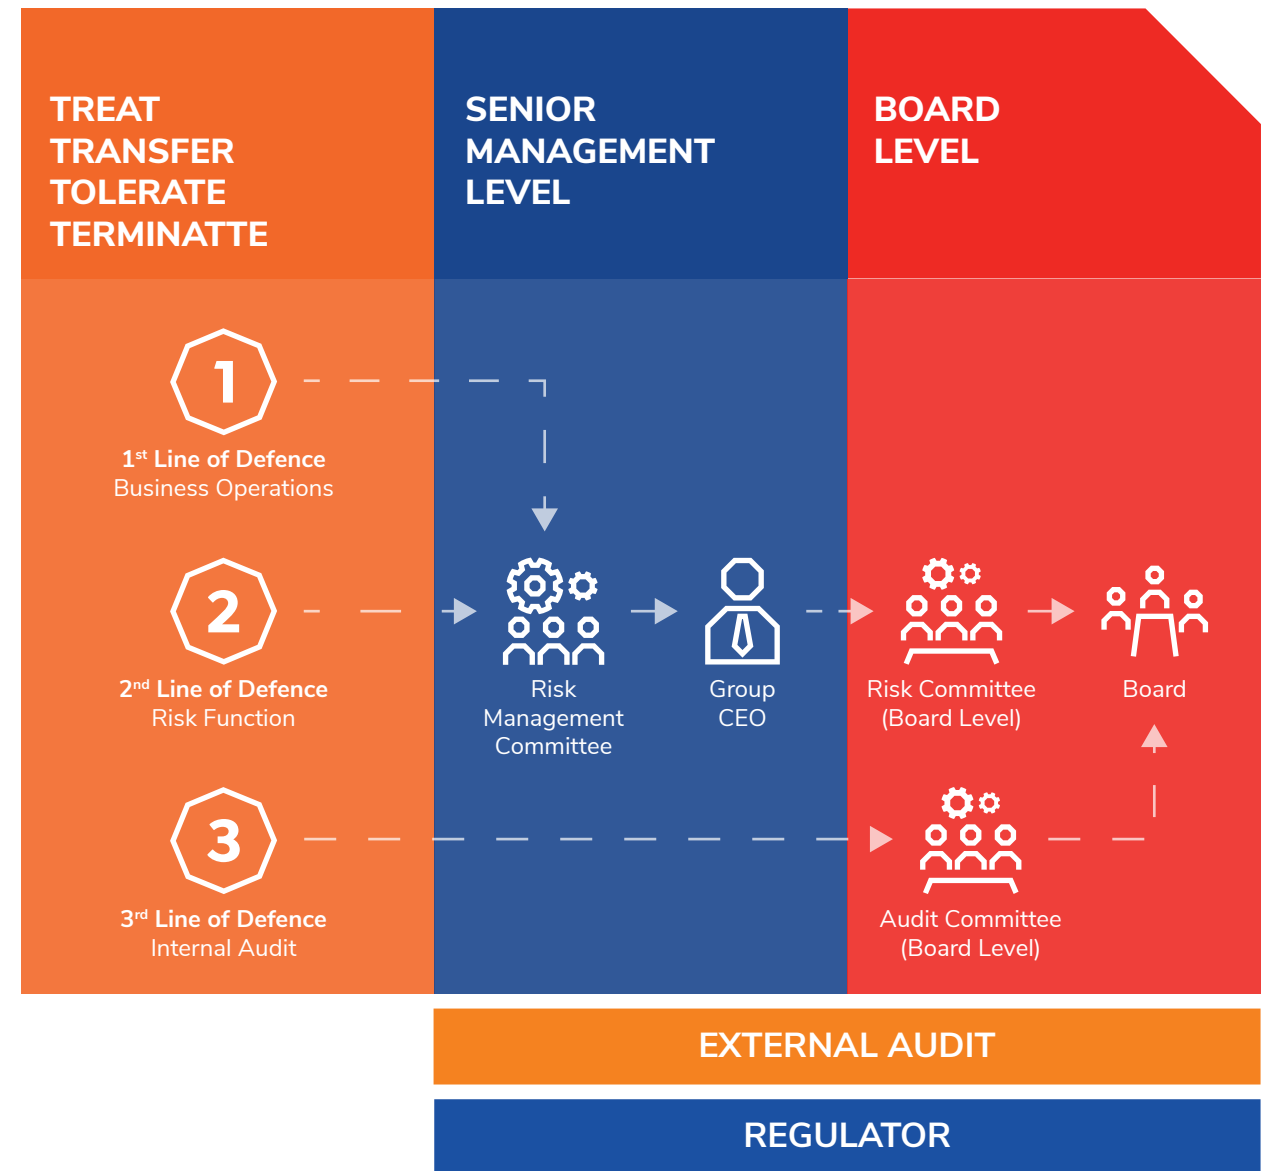 TREAT
TRANSFER
TOLERATE
TERMINATTE
SENIOR
MANAGEMENT
LEVEL
BOARD
LEVEL
1
1st Line of Defence
Business Operations
2
2nd Line of Defence
Risk Function
Risk
Management
Committee
Group
CEO
Risk Committee
(Board Level)
Board
3
3rd Line of Defence
Internal Audit
Audit Committee
(Board Level)
EXTERNAL AUDIT
REGULATOR